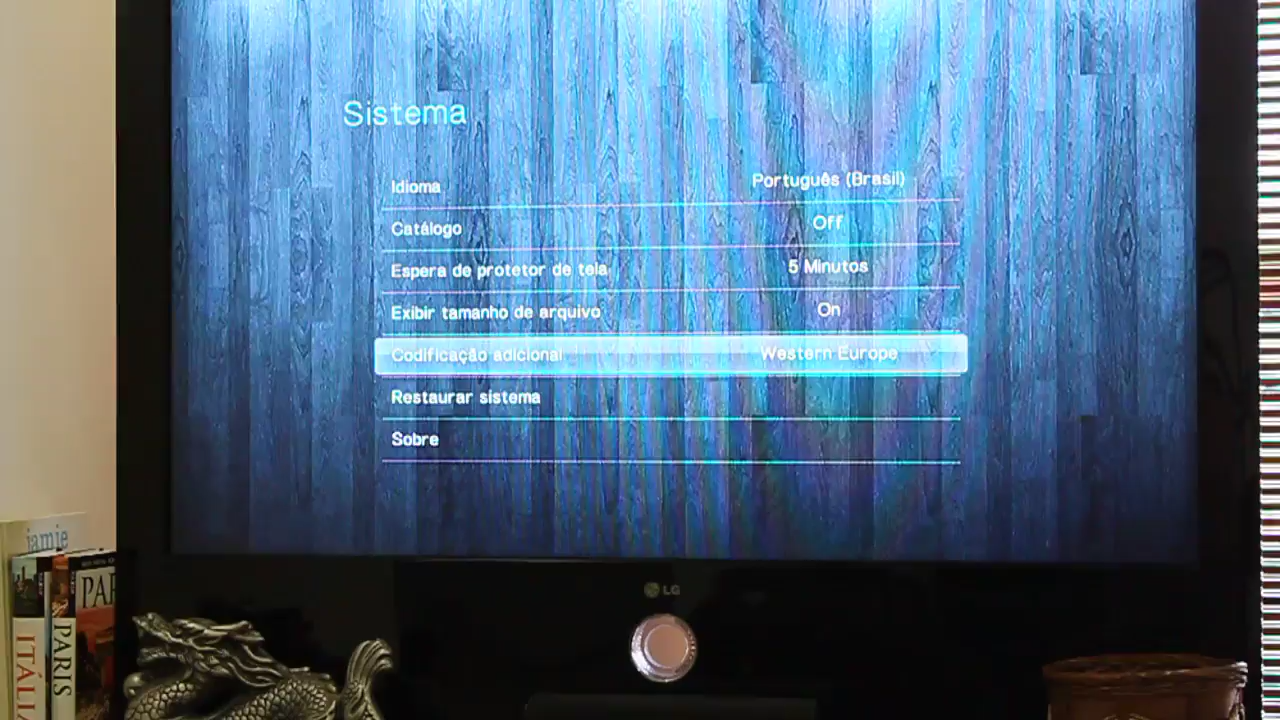 Sistema
Idioma Português (Brasil)
Catálogo Off
Espera de protetor de tela 5 Minutos
Exibir tamanho de arquivo On
Codificação adicional Western Europe
Restaurar sistema
Sobre
LG
jamie
ITÁLIA
PARIS
PAR